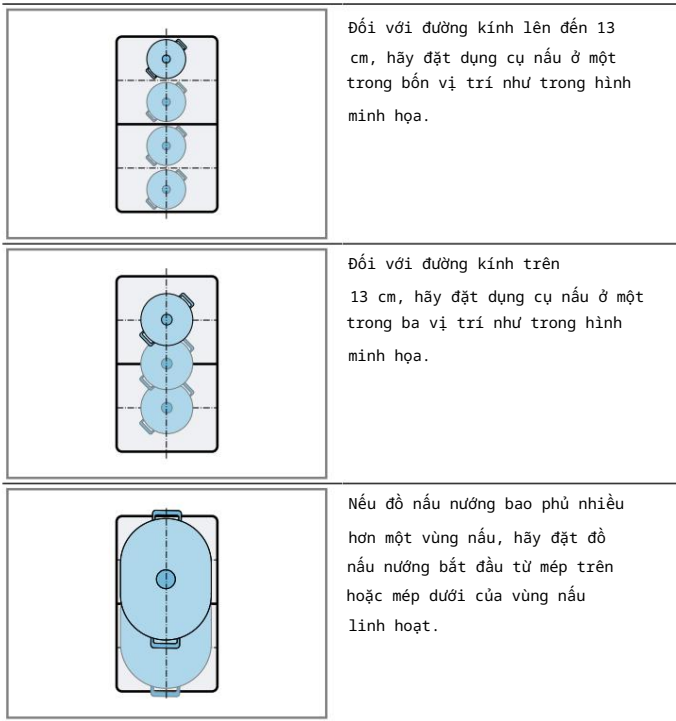 Đối với đường kính lên đến 13
cm, hãy đặt dụng cụ nấu ở một
trong bốn vị trí như trong hình
minh họa.
Đối với đường kính trên
13 cm, hãy đặt dụng cụ nấu ở một
trong ba vị trí như trong hình
minh họa.
Nếu đồ nấu nướng bao phủ nhiều
hơn một vùng nấu, hãy đặt đồ
nấu nướng bắt đầu từ mép trên
hoặc mép dưới của vùng nấu
linh hoạt.